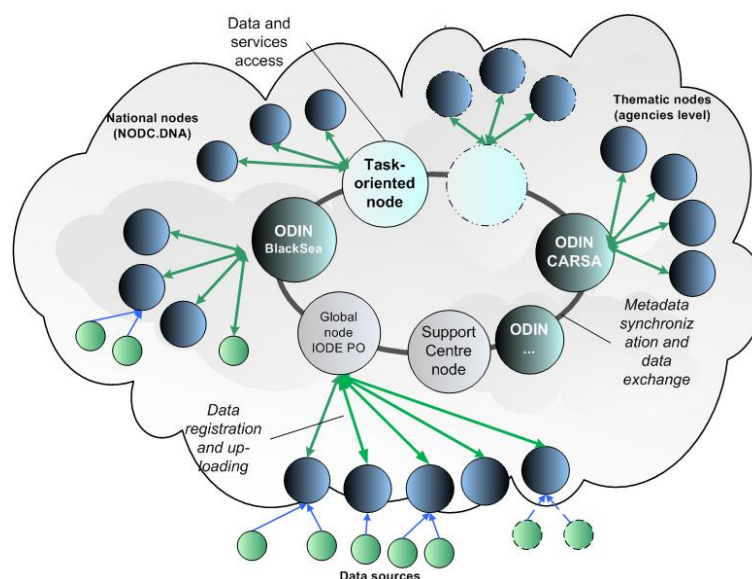 Data and
services
access
National nodes
(NODC.DNA)
Thematic nodes
(agencies level)
Task-
oriented
node
ODIN
BlackSea
ODIN
CARSA
Global
node
IODE PO
Support
Centre
node
ODIN
...
Metadata
synchroniz
ation and
data
exchange
Data
registration
and up-
loading
Data sources